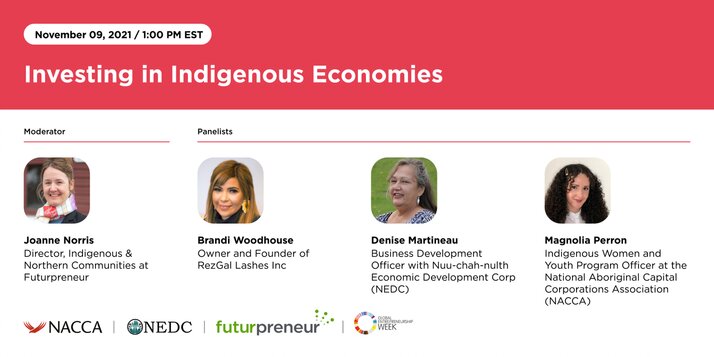 November 09, 2021 / 1:00 PM EST
Investing in Indigenous Economies
Moderator
Panelists
Joanne Norris
Director, Indigenous &
Northern Communities at
Futurpreneur
Brandi Woodhouse
Owner and Founder of
RezGal Lashes Inc
Denise Martineau
Business Development
Officer with Nuu-chah-nulth
Economic Development Corp
(NEDC)
Magnolia Perron
Indigenous Women and
Youth Program Officer at the
National Aboriginal Capital
Corporations Association
(NACCA)
NACCA
NEDC
futurpreneur
GLOBAL
ENTREPRENEURSHIP
WEEK